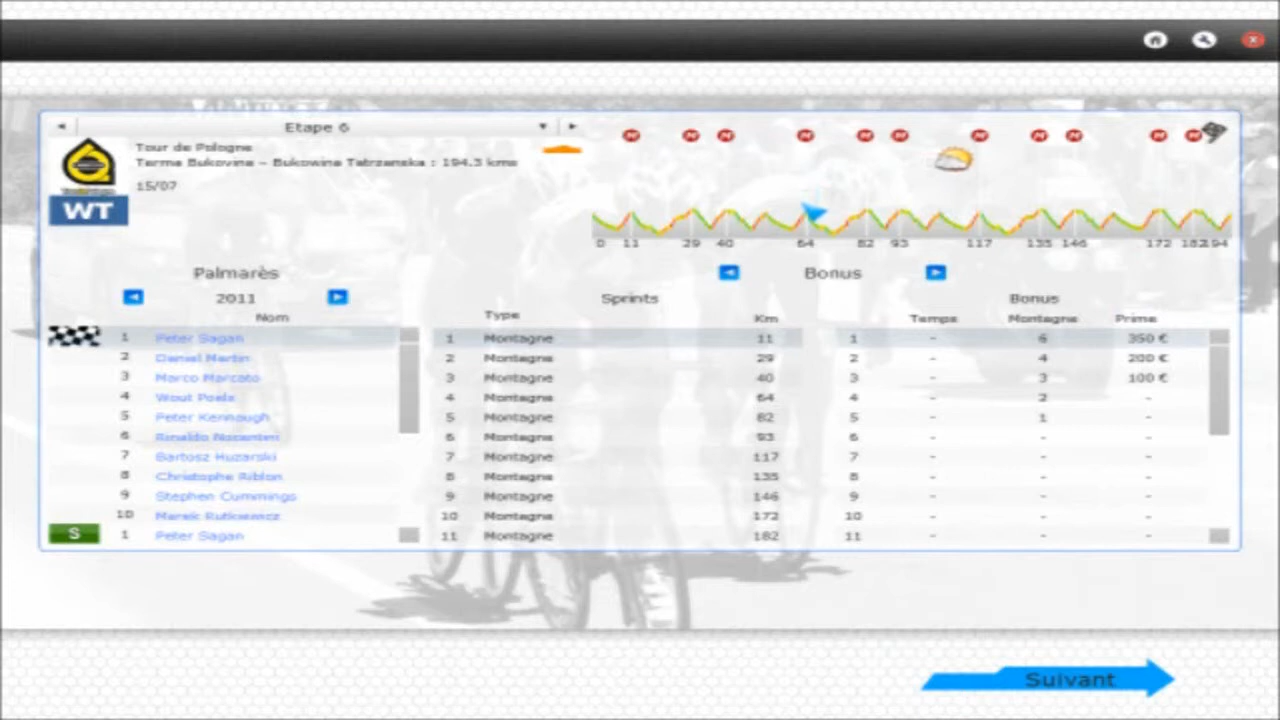 Etape 6
Tour de Pologne
Terma Bukovina - Bukowina Tatrzanska : 194.3 kms
15/07
WT
0 11 29 40 64 82 93 117 135 146 172 182 194
Palmarès
2011
Nom
1 Peter Sagan
2 Daniel Martin
3 Marco Marcato
4 Wout Poels
5 Peter Kennaugh
6 Rinaldo Nocentini
7 Bartosz Huzarski
8 Christophe Riblon
9 Stephen Cummings
10 Marek Rutkiewicz
S 1 Peter Sagan
Bonus
Sprints
Type Km
1 Montagne 11
2 Montagne 29
3 Montagne 40
4 Montagne 64
5 Montagne 82
6 Montagne 93
7 Montagne 117
8 Montagne 135
9 Montagne 146
10 Montagne 172
11 Montagne 182
Bonus
Temps Montagne Prime
1 - 6 350 €
2 - 4 200 €
3 - 3 100 €
4 - 2 -
5 - 1 -
6 - - -
7 - - -
8 - - -
9 - - -
10 - - -
11 - - -
Suivant